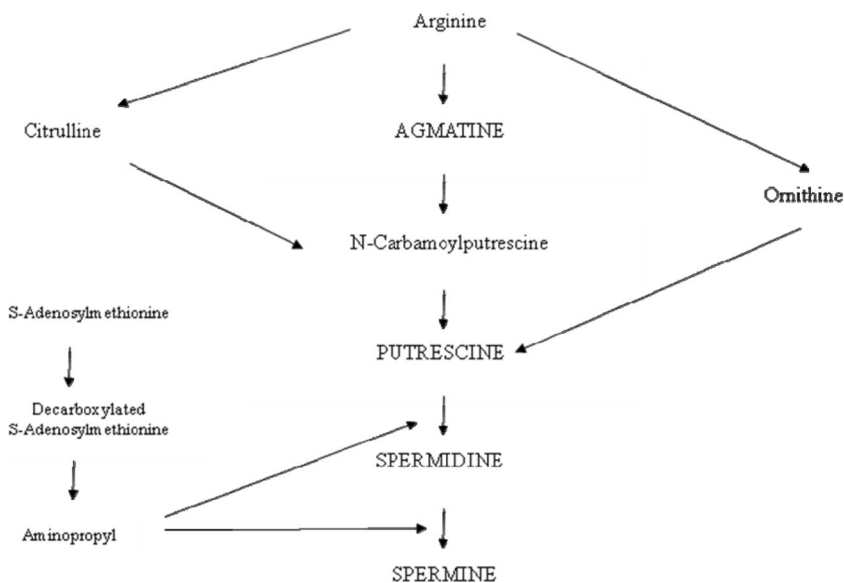 Arginine
Citrulline
AGMATINE
Ornithine
N-Carbamoylputrescine
S-Adenosylmethionine
PUTRESCINE
Decarboxylated
S-Adenosylmethionine
SPERMIDINE
Aminopropyl
SPERMINE